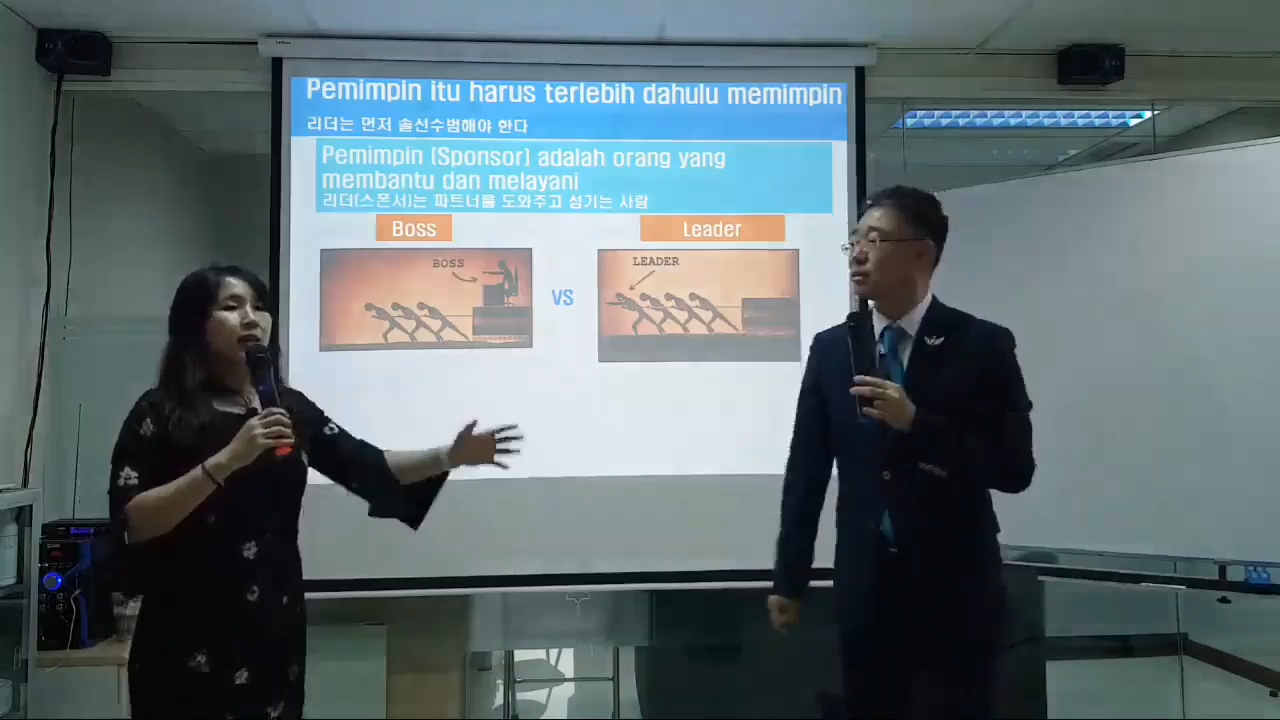 Pemimpin itu harus terlebih dahulu memimpin
리더는 먼저 솔선수범해야 한다
Pemimpin (Sponsor) adalah orang yang
membantu dan melayani
리더(스폰서)는 파트너를 도와주고 섬기는 사람
Boss
Leader
BOSS
VS
LEADER